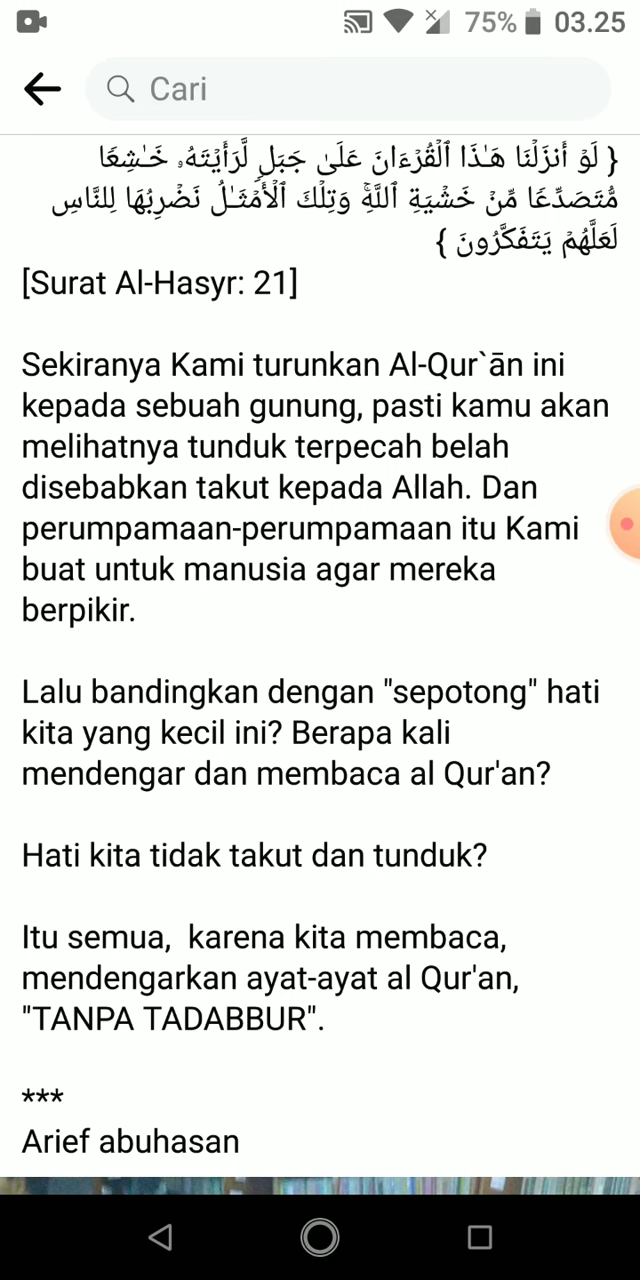 75% 03.25
Cari
{ لَوۡ أَنزَلۡنَا هَـٰذَا ٱلۡقُرۡءَانَ عَلَىٰ جَبَلࣲ لَّرَأَیۡتَهُۥ خَـٰشِعࣰا
مُّتَصَدِّعࣰا مِّنۡ خَشۡیَةِ ٱللَّهِۚ وَتِلۡكَ ٱلۡأَمۡثَـٰلُ نَضۡرِبُهَا لِلنَّاسِ
لَعَلَّهُمۡ یَتَفَكَّرُونَ }
[Surat Al-Hasyr: 21]
Sekiranya Kami turunkan Al-Qur`ān ini
kepada sebuah gunung, pasti kamu akan
melihatnya tunduk terpecah belah
disebabkan takut kepada Allah. Dan
perumpamaan-perumpamaan itu Kami
buat untuk manusia agar mereka
berpikir.
Lalu bandingkan dengan "sepotong" hati
kita yang kecil ini? Berapa kali
mendengar dan membaca al Qur'an?
Hati kita tidak takut dan tunduk?
Itu semua,  karena kita membaca,
mendengarkan ayat-ayat al Qur'an,
"TANPA TADABBUR".
***
Arief abuhasan